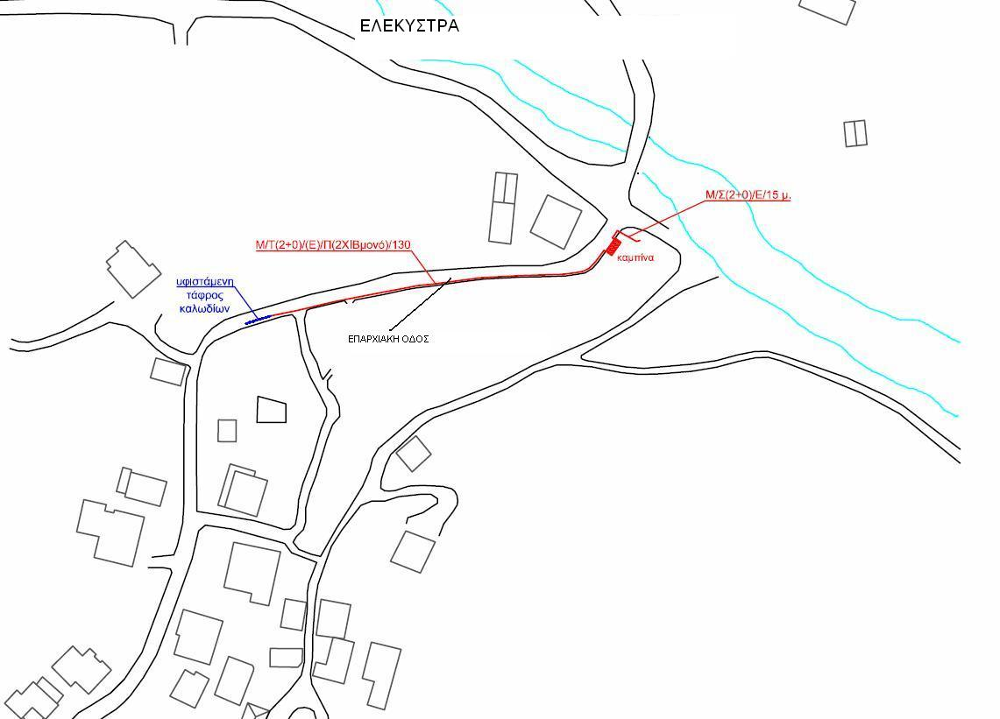 ΕΛΕΚΥΣΤΡΑ
Μ/Σ(2+0)/Ε/15 μ.
Μ/Τ(2+0)/(Ε)/Π(2ΧΙΒμονό)/130
καμπίνα
υφιστάμενη
τάφρος
καλωδίων
ΕΠΑΡΧΙΑΚΗ ΟΔΟΣ